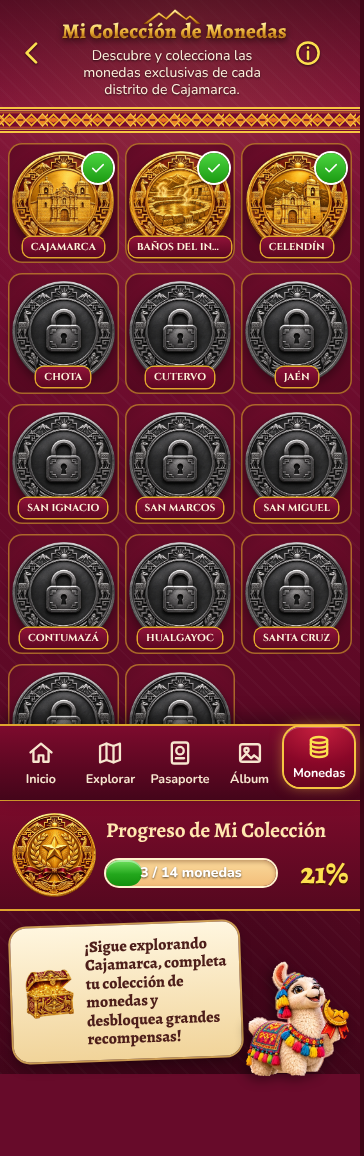 Mi Colección de Monedas
Descubre y colecciona las
monedas exclusivas de cada
distrito de Cajamarca.
CAJAMARCA
BAÑOS DEL IN...
CELENDÍN
CHOTA
CUTERVO
JAÉN
SAN IGNACIO
SAN MARCOS
SAN MIGUEL
CONTUMAZÁ
HUALGAYOC
SANTA CRUZ
Inicio
Explorar
Pasaporte
Álbum
Monedas
Progreso de Mi Colección
3 / 14 monedas
21%
¡Sigue explorando
Cajamarca, completa
tu colección de
monedas y
desbloquea grandes
recompensas!